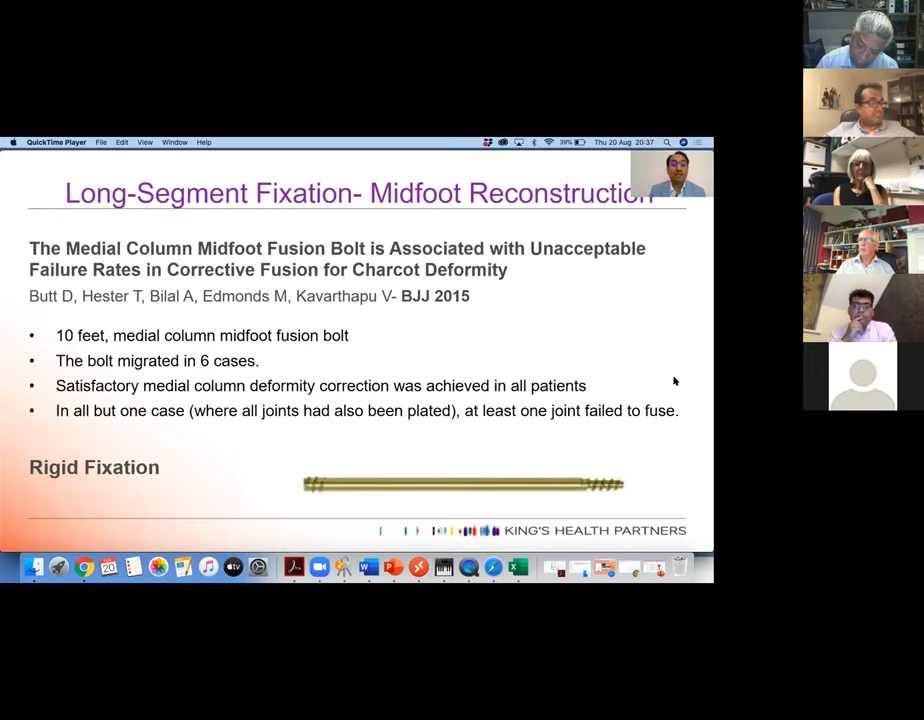 QuickTime Player File Edit View Window Help 39% Thu 20 Aug 20:37
Long-Segment Fixation- Midfoot Reconstruction
The Medial Column Midfoot Fusion Bolt is Associated with Unacceptable
Failure Rates in Corrective Fusion for Charcot Deformity
Butt D, Hester T, Bilal A, Edmonds M, Kavarthapu V- BJJ 2015
• 10 feet, medial column midfoot fusion bolt
• The bolt migrated in 6 cases.
• Satisfactory medial column deformity correction was achieved in all patients
• In all but one case (where all joints had also been plated), at least one joint failed to fuse.
Rigid Fixation
KING'S HEALTH PARTNERS
20
tv